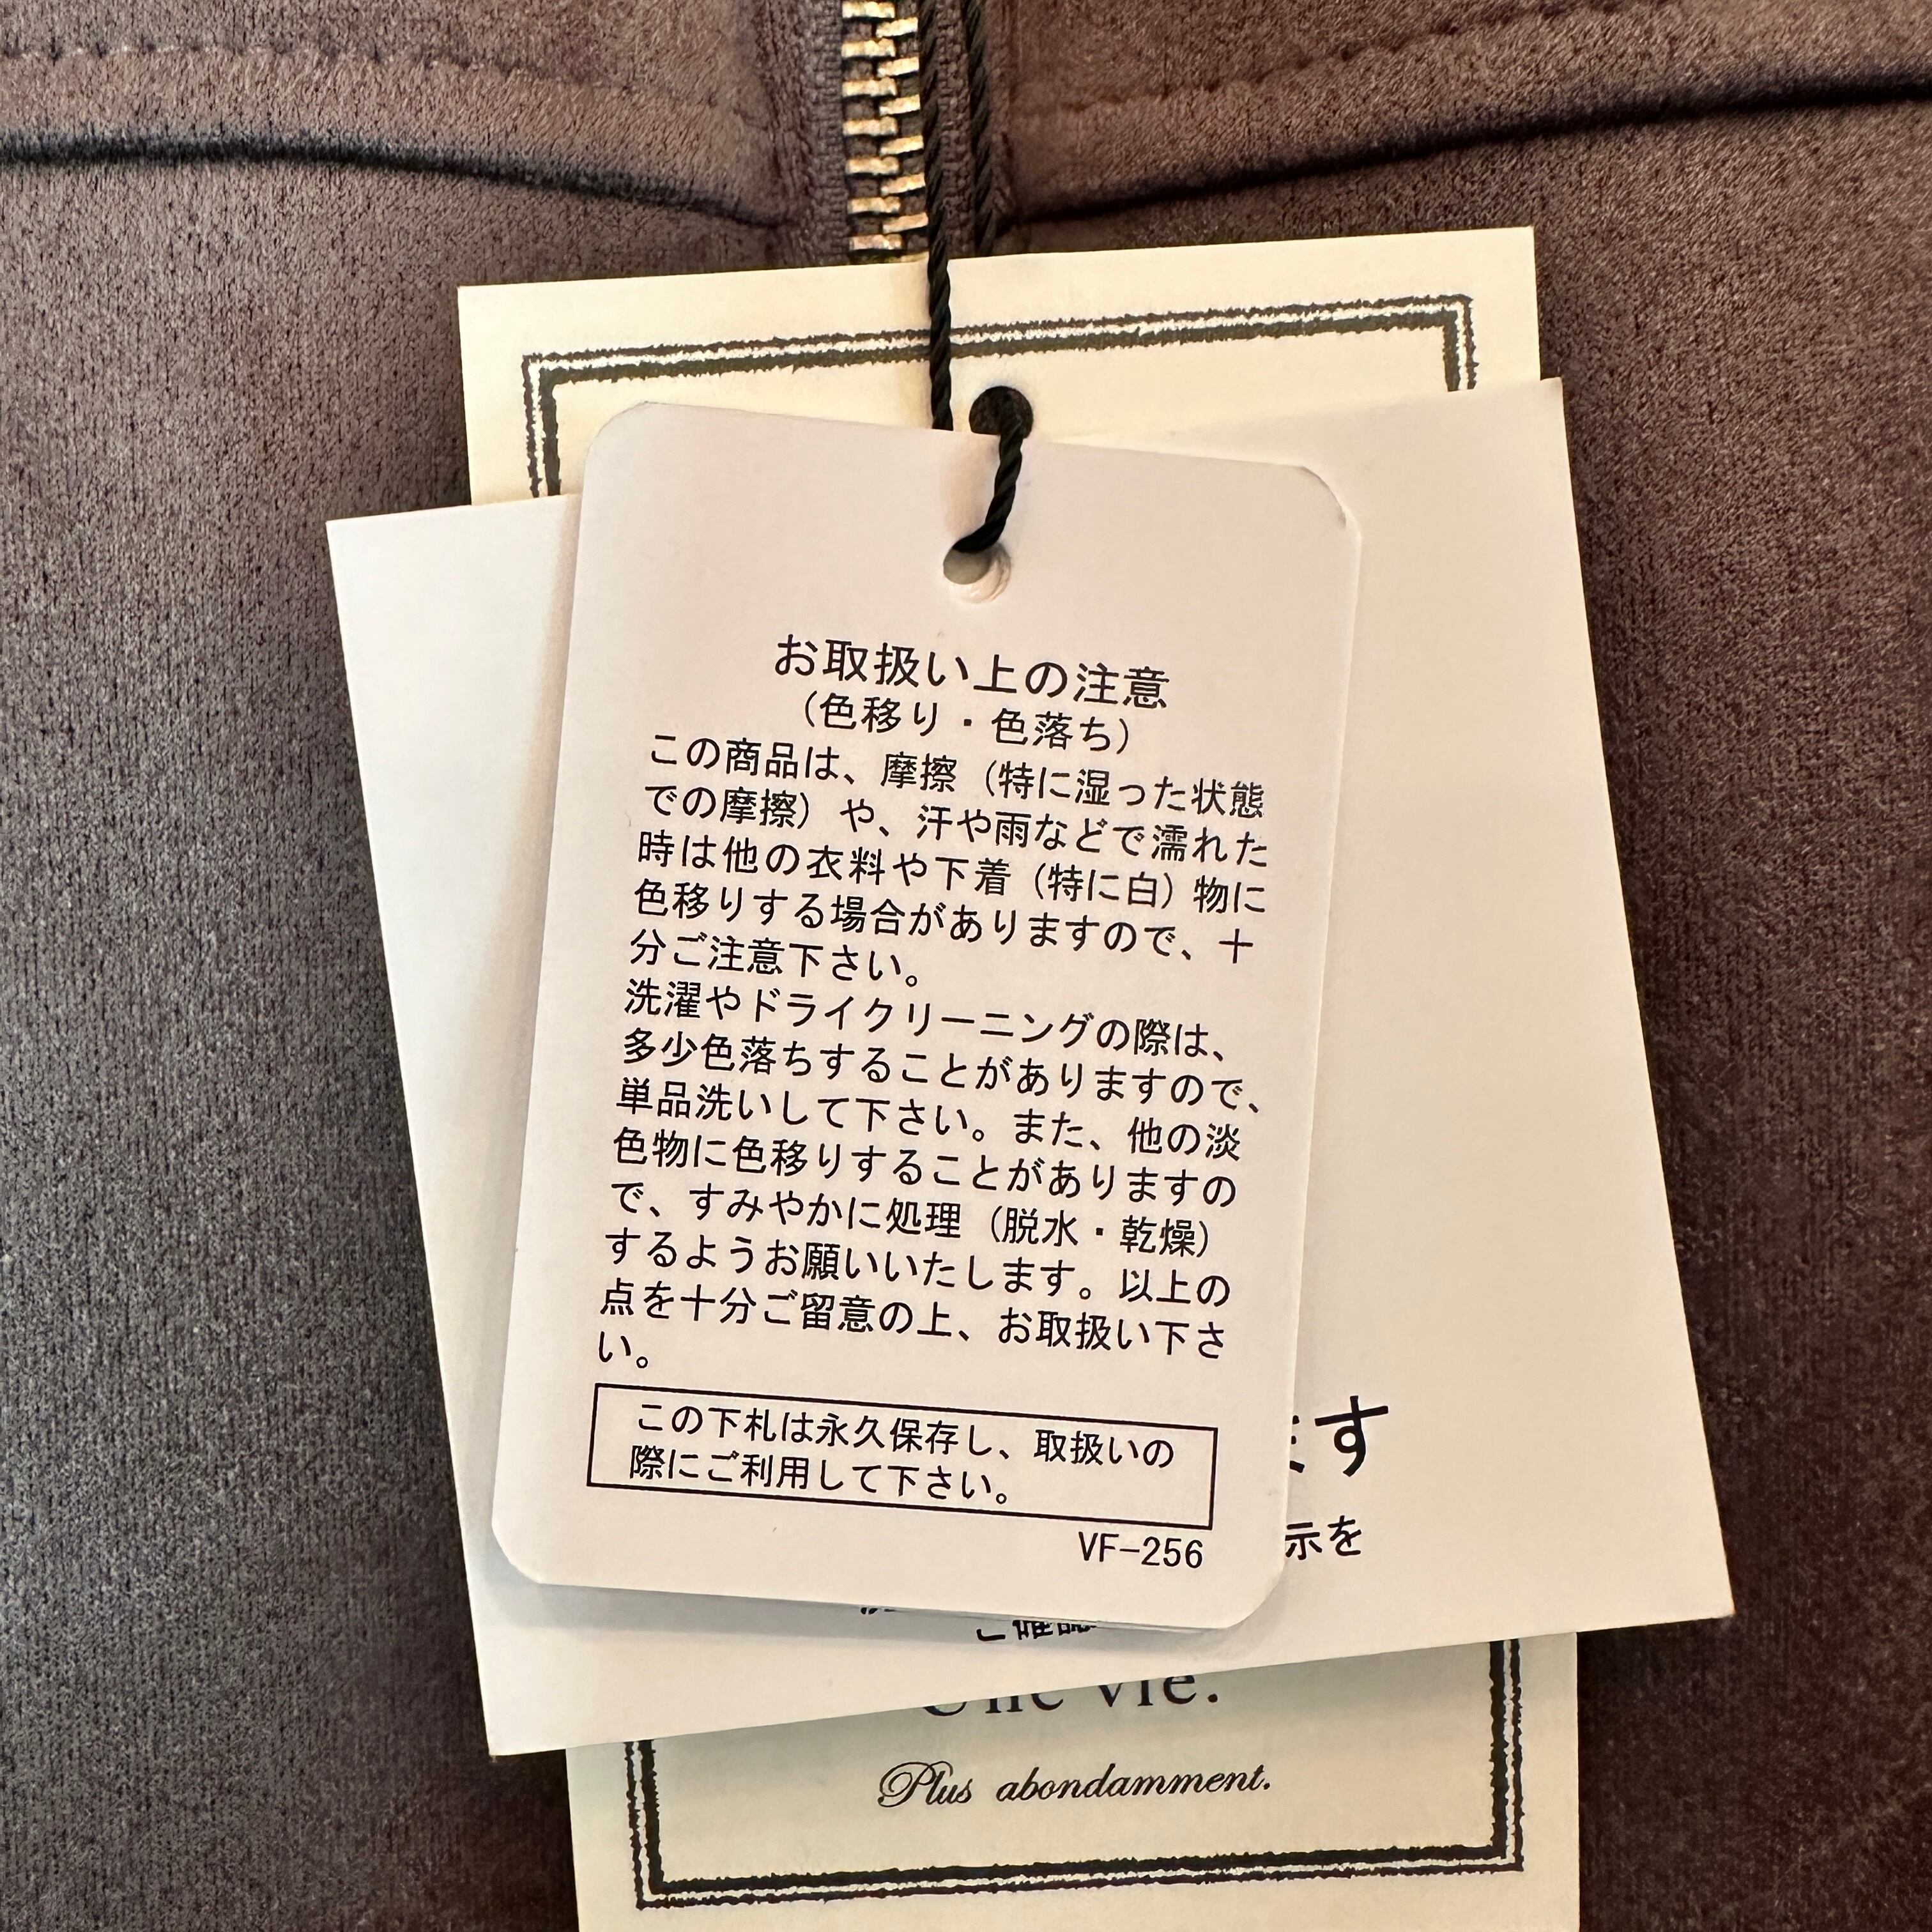 お取扱い上の注意
(色移り・色落ち)
この商品は、摩擦（特に湿った状態
での摩擦）や、汗や雨などで濡れた
時は他の衣料や下着（特に白）物に
色移りする場合がありますので、十
分ご注意下さい。
洗濯やドライクリーニングの際は、
多少色落ちすることがありますので、
単品洗いして下さい。また、他の淡
色物に色移りすることがありますの
で、すみやかに処理（脱水・乾燥）
するようお願いいたします。以上の
点を十分ご留意の上、お取扱い下さ
い。
この下札は永久保存し、取扱いの
際にご利用して下さい。
VF-256
ます
示を
vie.
Plus abondamment.